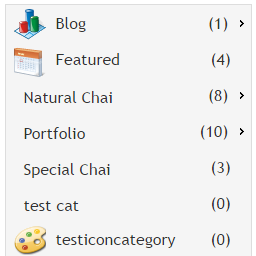 Blog (1)
Featured (4)
Natural Chai (8)
Portfolio (10)
Special Chai (3)
test cat (0)
testiconcategory (0)